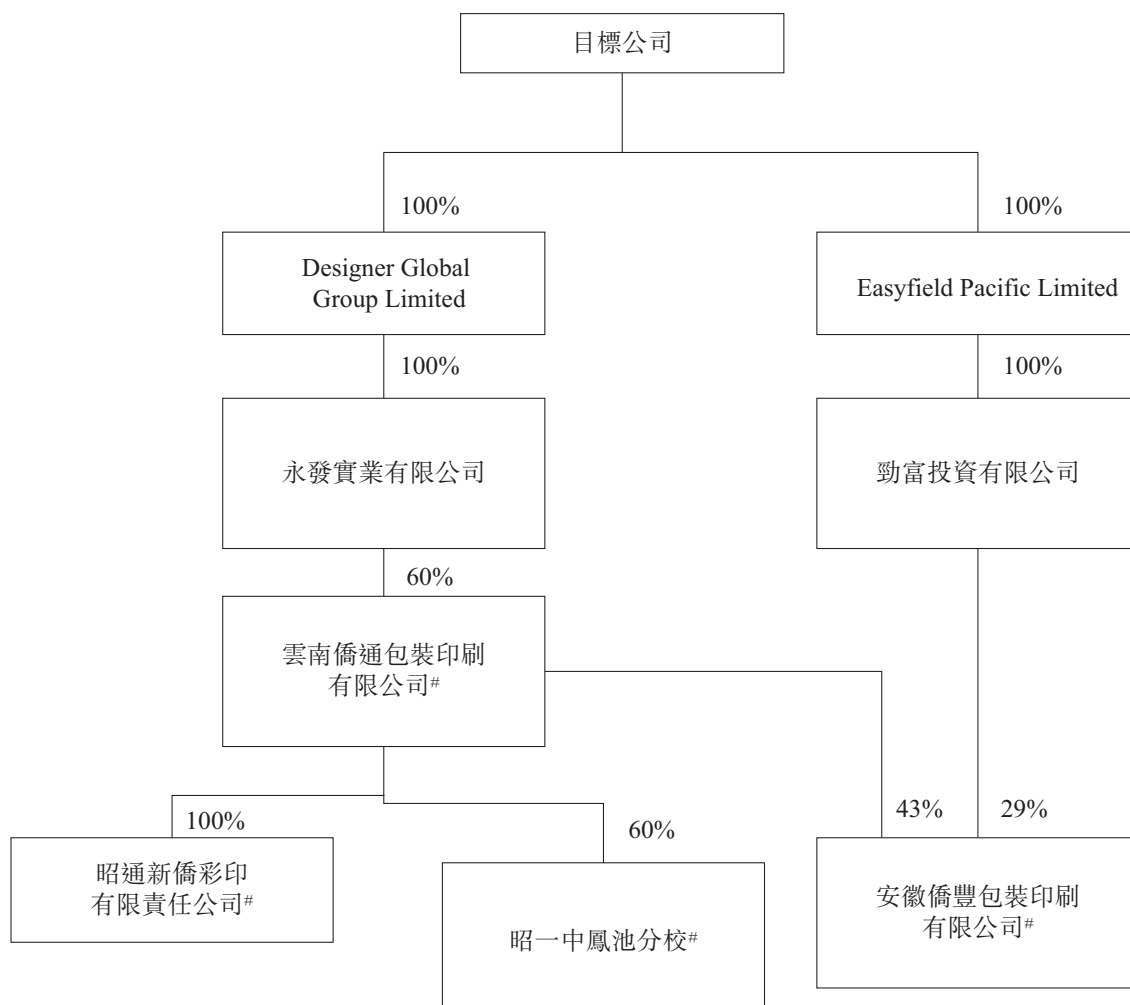 目標公司
100%
100%
Designer Global
Group Limited
Easyfield Pacific Limited
100%
100%
永發實業有限公司
勁富投資有限公司
60%
雲南僑通包裝印刷
有限公司#
43%
29%
100%
60%
昭通新僑彩印
有限責任公司#
昭一中鳳池分校#
安徽僑豐包裝印刷
有限公司#